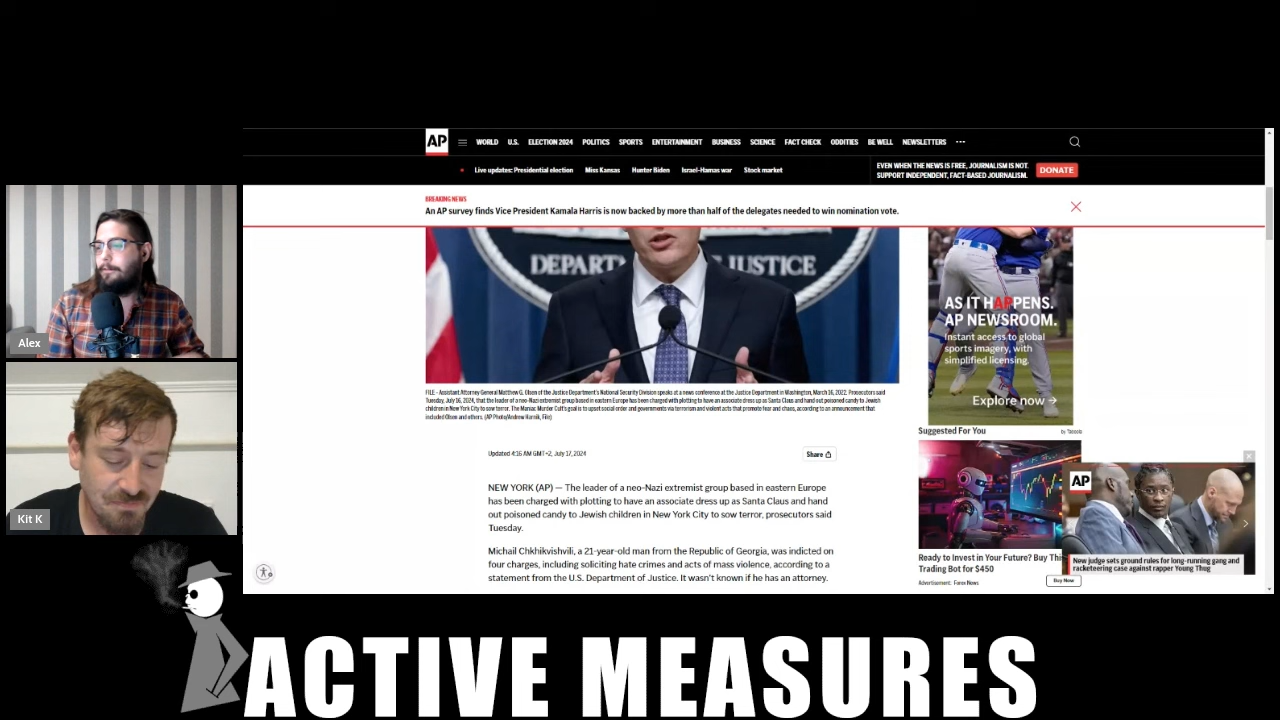 AP
WORLD U.S. ELECTION 2024 POLITICS SPORTS ENTERTAINMENT BUSINESS SCIENCE FACT CHECK ODDITIES BE WELL NEWSLETTERS
Live updates: Presidential election Miss Kansas Hunter Biden Israel-Hamas war Stock market
EVEN WHEN THE NEWS IS FREE, JOURNALISM IS NOT.
SUPPORT INDEPENDENT, FACT-BASED JOURNALISM.
DONATE
BREAKING NEWS
An AP survey finds Vice President Kamala Harris is now backed by more than half of the delegates needed to win nomination vote.
DEPART JUSTICE
FILE - Assistant Attorney General Matthew G. Olsen of the Justice Department's National Security Division speaks at a news conference at the Justice Department in Washington, March 16, 2022. Prosecutors said
Tuesday, July 16, 2024, that the leader of a neo-Nazi extremist group based in eastern Europe has been charged with plotting to have an associate dress up as Santa Claus and hand out poisoned candy to Jewish
children in New York City to sow terror. The Maniac Murder Cult's goal is to upset social order and governments via terrorism and violent acts that promote fear and chaos, according to an announcement that
included Olsen and others. (AP Photo/Andrew Harnik, File)
Updated 4:16 AM GMT+2, July 17, 2024
Share
NEW YORK (AP) — The leader of a neo-Nazi extremist group based in eastern Europe
has been charged with plotting to have an associate dress up as Santa Claus and hand
out poisoned candy to Jewish children in New York City to sow terror, prosecutors said
Tuesday.
Michail Chkhikvishvili, a 21-year-old man from the Republic of Georgia, was indicted on
four charges, including soliciting hate crimes and acts of mass violence, according to a
statement from the U.S. Department of Justice. It wasn't known if he has an attorney.
AS IT HAPPENS.
AP NEWSROOM.
Instant access to global
sports imagery, with
simplified licensing.
Explore now →
Suggested For You
by Taboola
Ready to Invest in Your Future? Buy Thi
Trading Bot for $450
Advertisement: Forex News
Buy Now
AP
New judge sets ground rules for long-running gang and
racketeering case against rapper Young Thug
Alex
Kit K
ACTIVE MEASURES